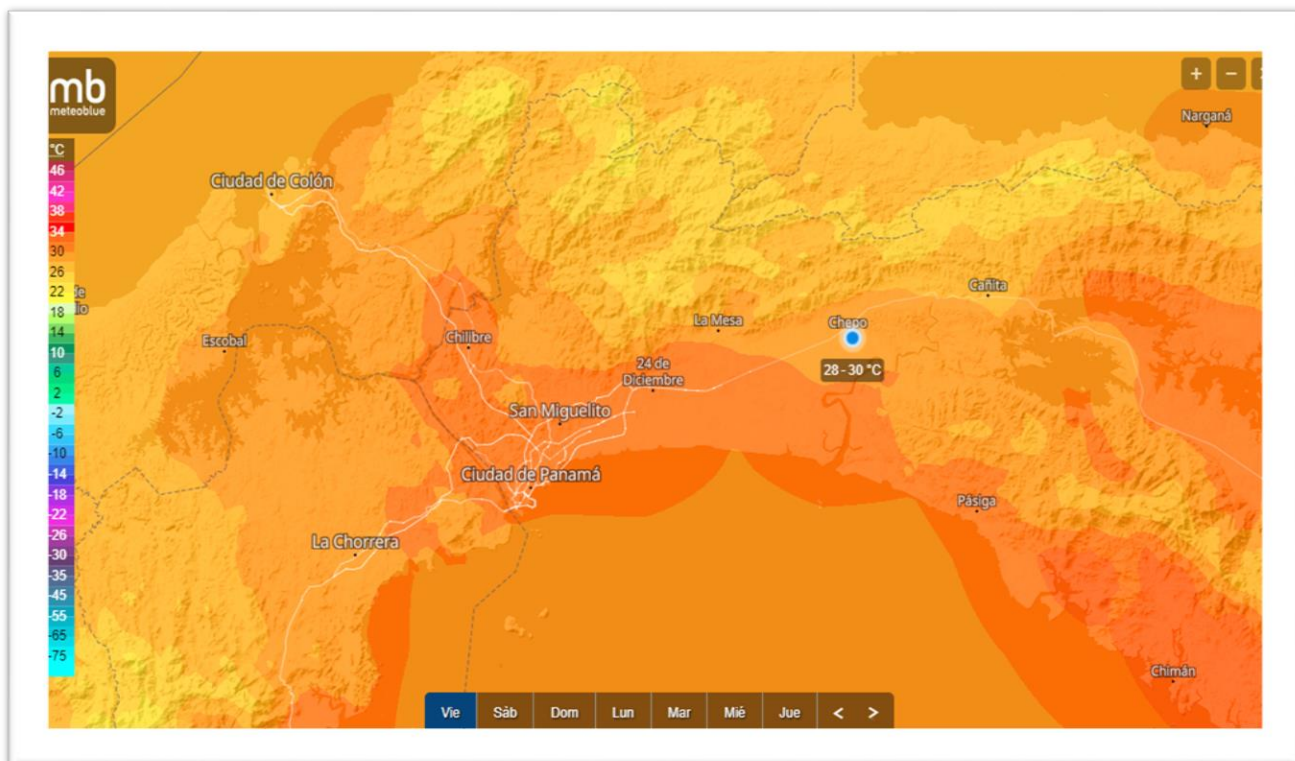 mb
meteoblue
+
−
°C
46
42
38
34
30
26
22
18
14
10
6
2
-2
-6
-10
-14
-18
-22
-26
-30
-35
-45
-55
-65
-75
Narganá
Ciudad de Colón
Cañita
La Mesa
Chepo
Escobal
Chilibre
24 de
Diciembre
28 - 30 °C
San Miguelito
Ciudad de Panamá
Pásiga
La Chorrera
Chimán
Vie
Sáb
Dom
Lun
Mar
Mié
Jue
<
>